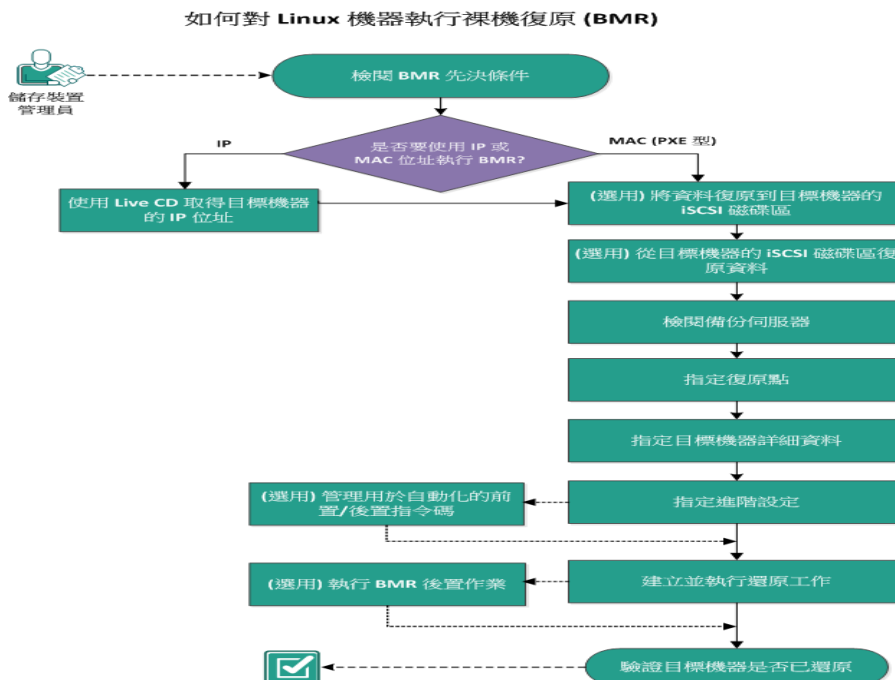 如何對 Linux 機器執行裸機復原 (BMR)
儲存裝置
管理員
檢閱 BMR 先決條件
IP
是否要使用 IP 或
MAC 位址執行 BMR?
MAC (PXE 型)
使用 Live CD 取得目標機器
的 IP 位址
(選用) 將資料復原到目標機器的
iSCSI 磁碟區
(選用) 從目標機器的 iSCSI 磁碟區復
原資料
檢閱備份伺服器
指定復原點
指定目標機器詳細資料
(選用) 管理用於自動化的前
置/後置指令碼
指定進階設定
(選用) 執行 BMR 後置作業
建立並執行還原工作
驗證目標機器是否已還原